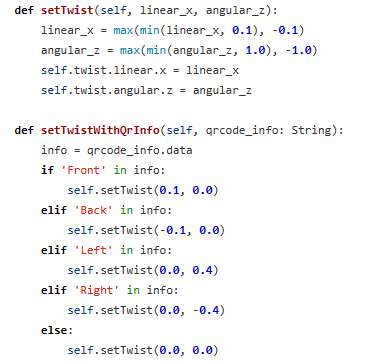 def setTwist(self, linear_x, angular_z):
    linear_x = max(min(linear_x, 0.1), -0.1)
    angular_z = max(min(angular_z, 1.0), -1.0)
    self.twist.linear.x = linear_x
    self.twist.angular.z = angular_z

def setTwistWithQrInfo(self, qrcode_info: String):
    info = qrcode_info.data
    if 'Front' in info:
        self.setTwist(0.1, 0.0)
    elif 'Back' in info:
        self.setTwist(-0.1, 0.0)
    elif 'Left' in info:
        self.setTwist(0.0, 0.4)
    elif 'Right' in info:
        self.setTwist(0.0, -0.4)
    else:
        self.setTwist(0.0, 0.0)